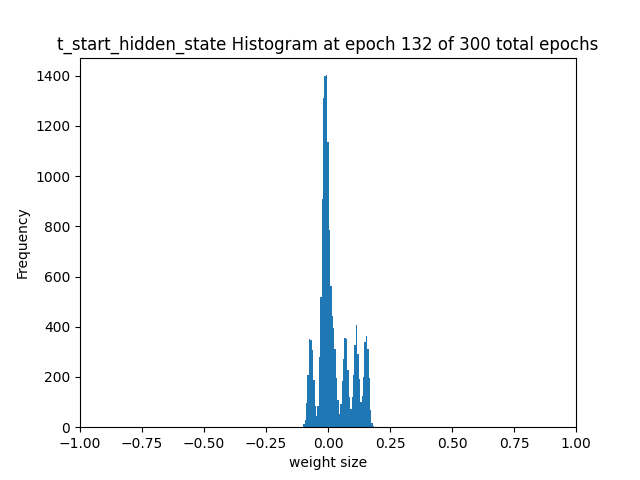 t_start_hidden_state Histogram at epoch 132 of 300 total epochs
1400
1200
1000
800
600
400
200
0
Frequency
−1.00 −0.75 −0.50 −0.25 0.00 0.25 0.50 0.75 1.00
weight size